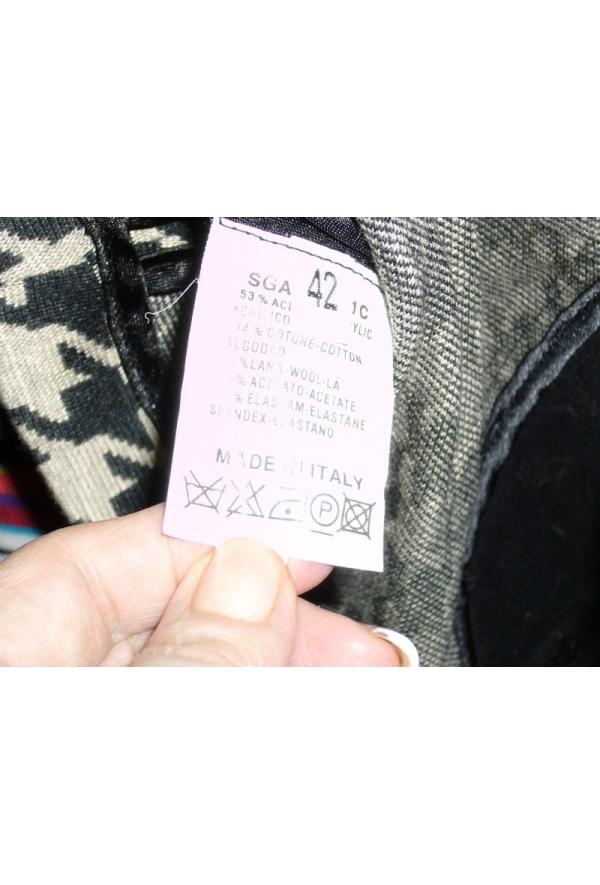 SGA 42 1C
53 % ACI YLIC
ACRILICO
14 % COTONE-COTTON
ALGODAO
% LANA-WOOL-LÀ
% ACETATO-ACETATE
% ELASTAM-ELASTANE
SPANDEX-ELASTANO
MADE IN ITALY
P